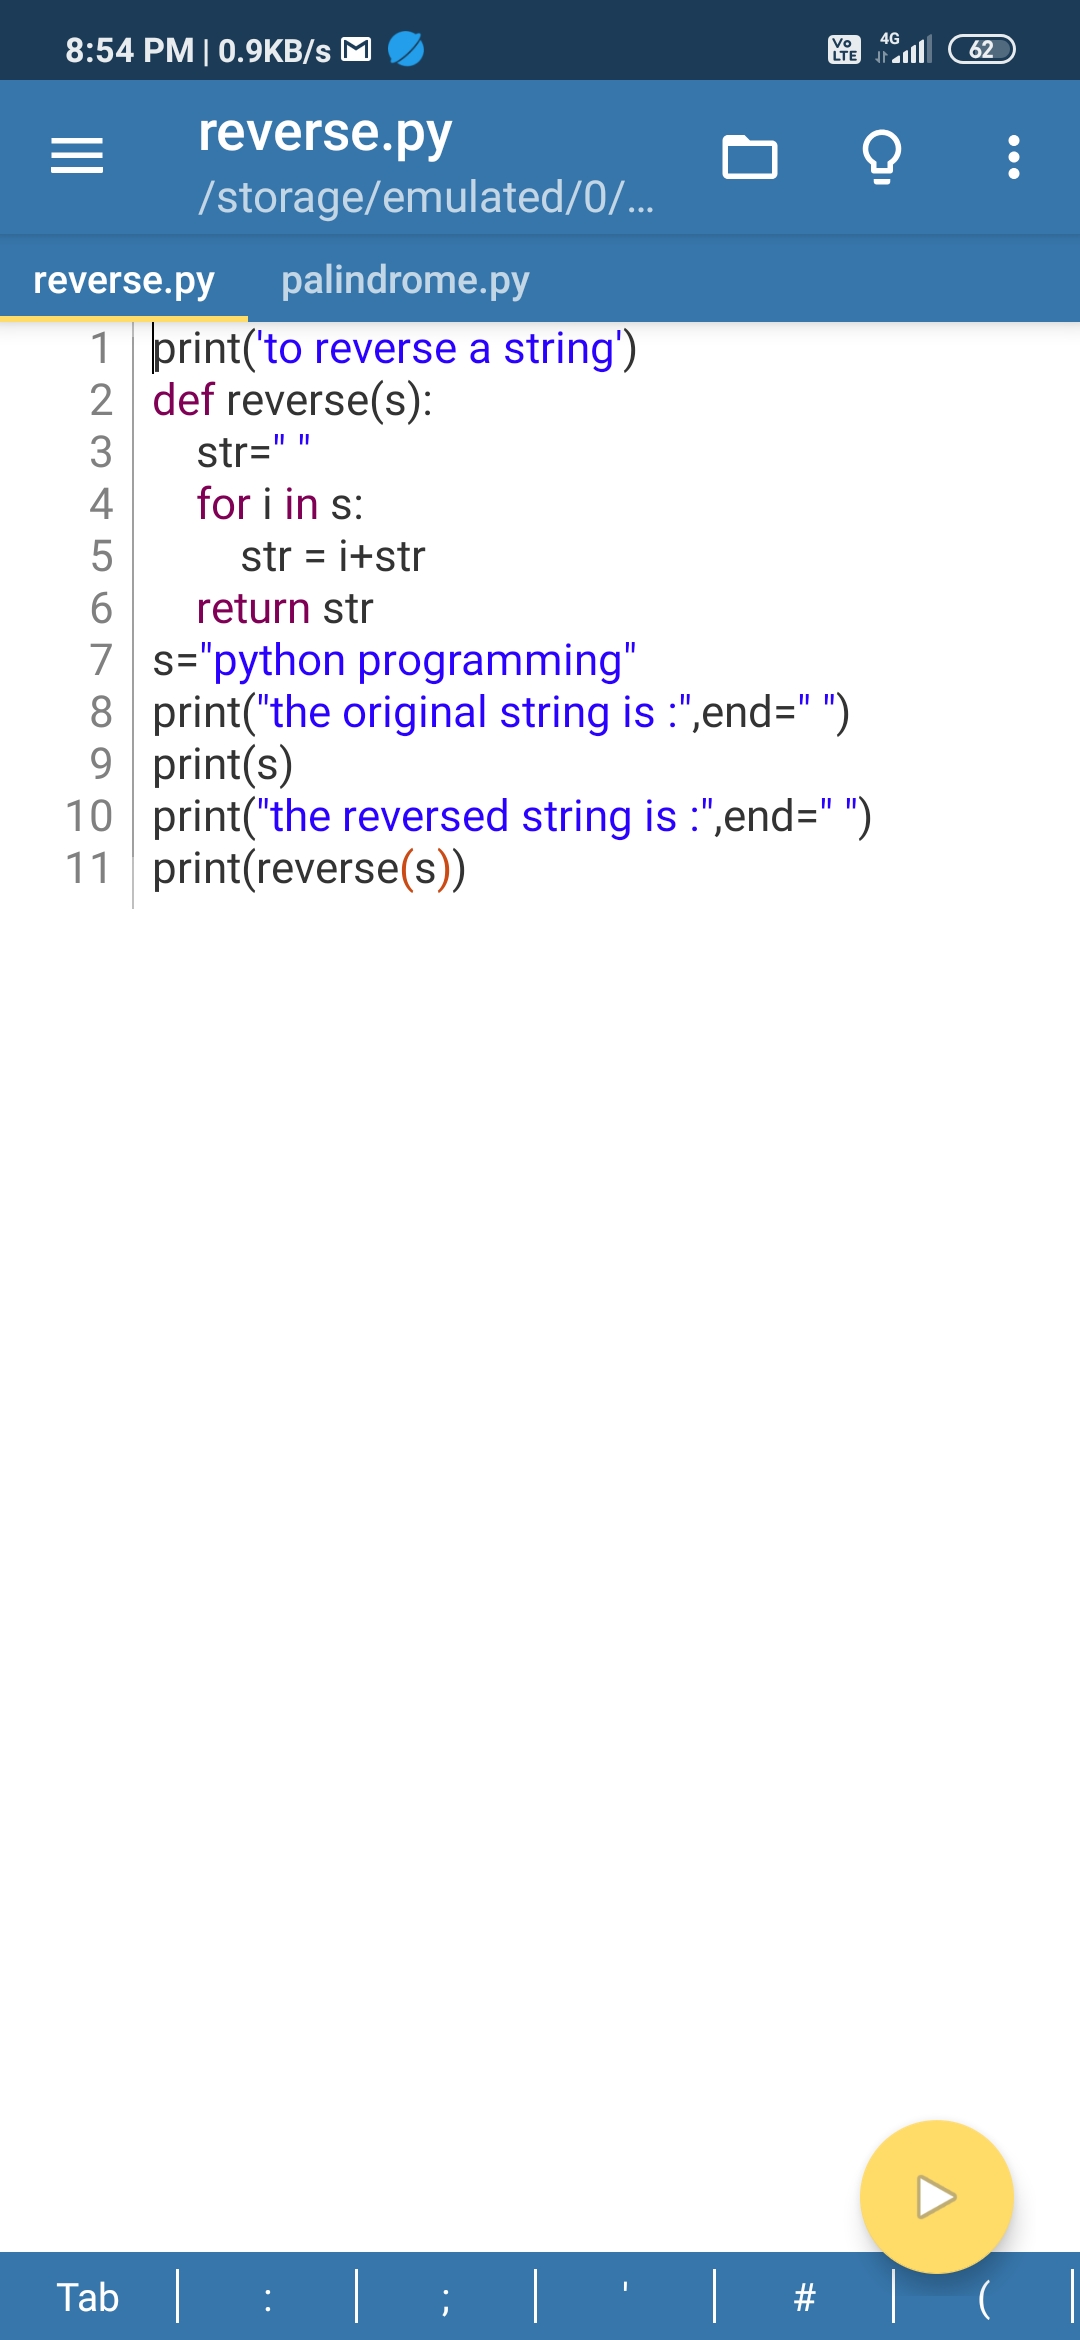 8:54 PM | 0.9KB/s Vo LTE 4G 62
reverse.py
/storage/emulated/0/...
reverse.py palindrome.py
1 print('to reverse a string')
2 def reverse(s):
3     str=" "
4     for i in s:
5         str = i+str
6     return str
7 s="python programming"
8 print("the original string is :",end=" ")
9 print(s)
10 print("the reversed string is :",end=" ")
11 print(reverse(s))
Tab : ; ' # (